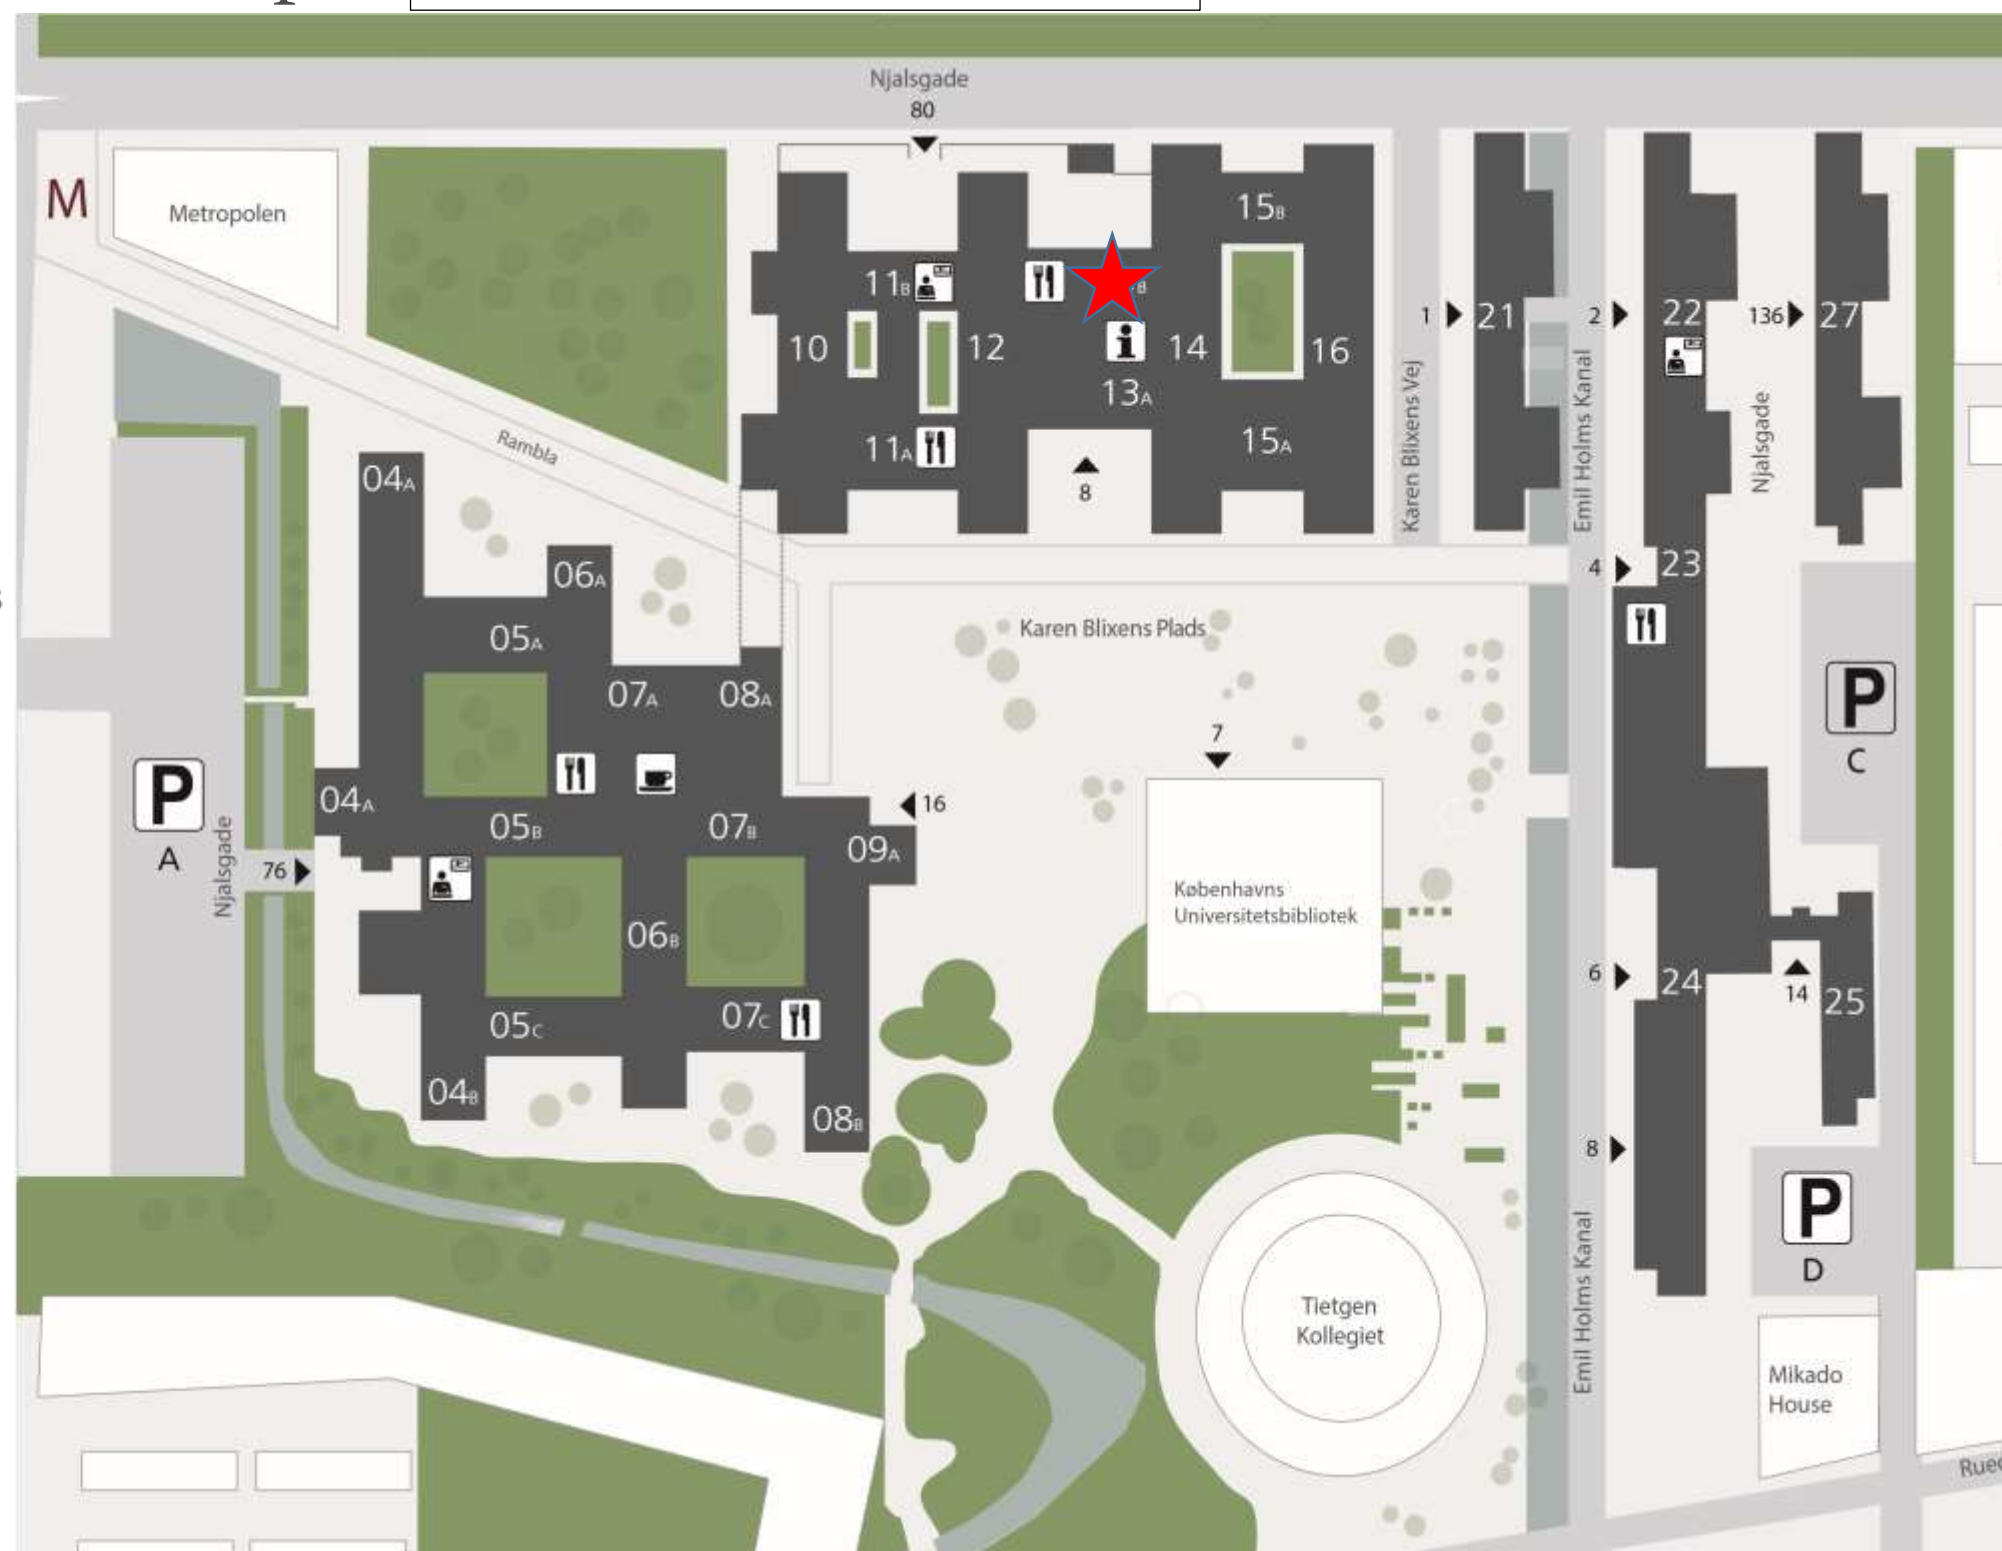 Njalsgade
80
M
Metropolen
Rambla
10
11B
11A
12
B
13A
14
15B
15A
16
8
Karen Blixens Vej
1
21
Emil Holms Kanal
2
22
136
27
Njalsgade
4
23
04A
06A
05A
07A
08A
Karen Blixens Plads
7
P
C
P
A
Njalsgade
76
04A
05B
07B
09A
16
06B
05C
07C
04B
08B
Københavns
Universitetsbibliotek
6
24
14
25
8
P
D
Emil Holms Kanal
Tietgen
Kollegiet
Mikado
House